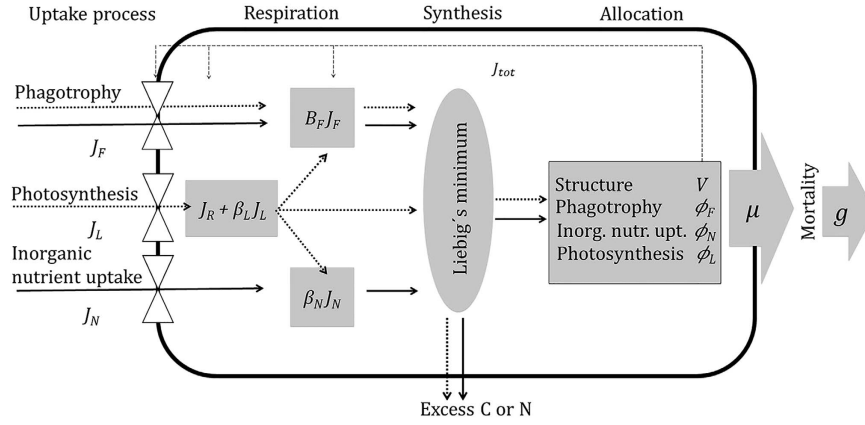 Uptake process Respiration Synthesis Allocation
J_tot
Phagotrophy
J_F
B_F J_F
Photosynthesis
J_L
J_R + β_L J_L
Inorganic
nutrient uptake
J_N
β_N J_N
Liebig´s minimum
Structure V
Phagotrophy ϕ_F
Inorg. nutr. upt. ϕ_N
Photosynthesis ϕ_L
μ
Mortality
g
Excess C or N